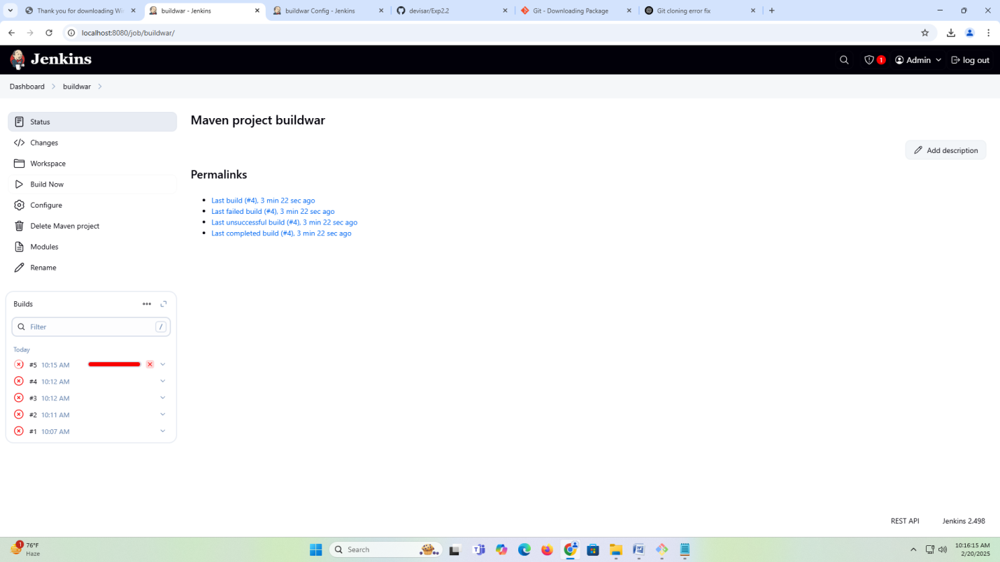 Thank you for downloading Wi
buildwar - Jenkins
buildwar Config - Jenkins
devisar/Exp2.2
Git - Downloading Package
Git cloning error fix
localhost:8080/job/buildwar/
Jenkins
1
Admin
log out
Dashboard
buildwar
Status
Changes
Workspace
Build Now
Configure
Delete Maven project
Modules
Rename
Maven project buildwar
Add description
Permalinks
Last build (#4), 3 min 22 sec ago
Last failed build (#4), 3 min 22 sec ago
Last unsuccessful build (#4), 3 min 22 sec ago
Last completed build (#4), 3 min 22 sec ago
Builds
Filter
/
Today
#5 10:15 AM
#4 10:12 AM
#3 10:12 AM
#2 10:11 AM
#1 10:07 AM
REST API
Jenkins 2.498
1
76°F
Haze
Search
10:16:15 AM
2/20/2025